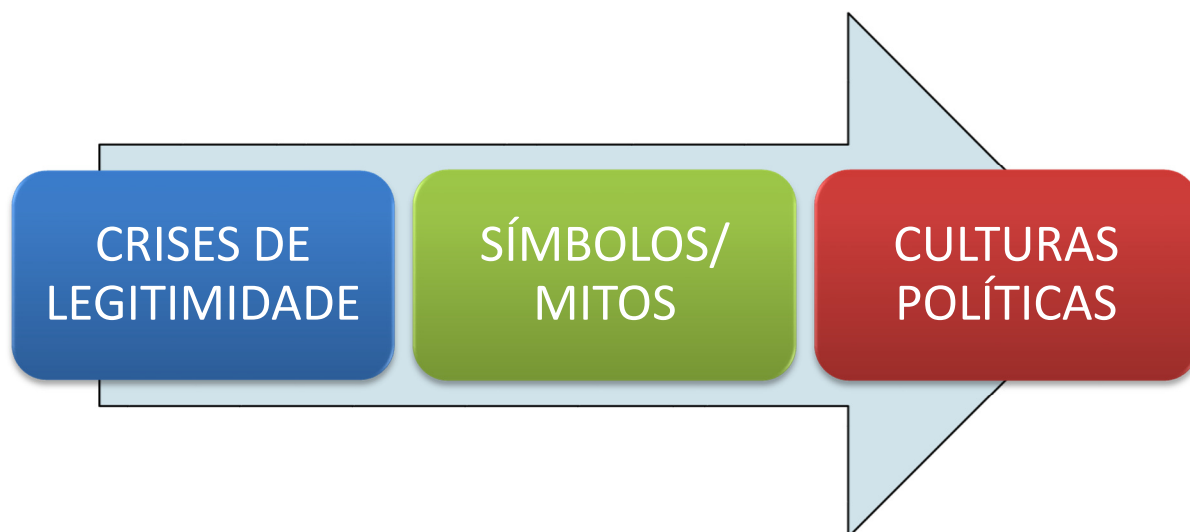 CRISES DE
LEGITIMIDADE
SÍMBOLOS/
MITOS
CULTURAS
POLÍTICAS